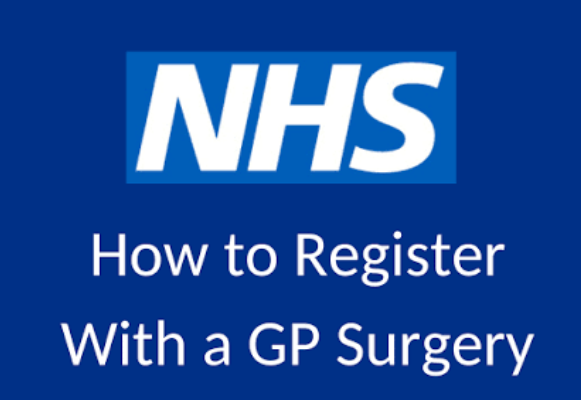 NHS
How to Register
With a GP Surgery